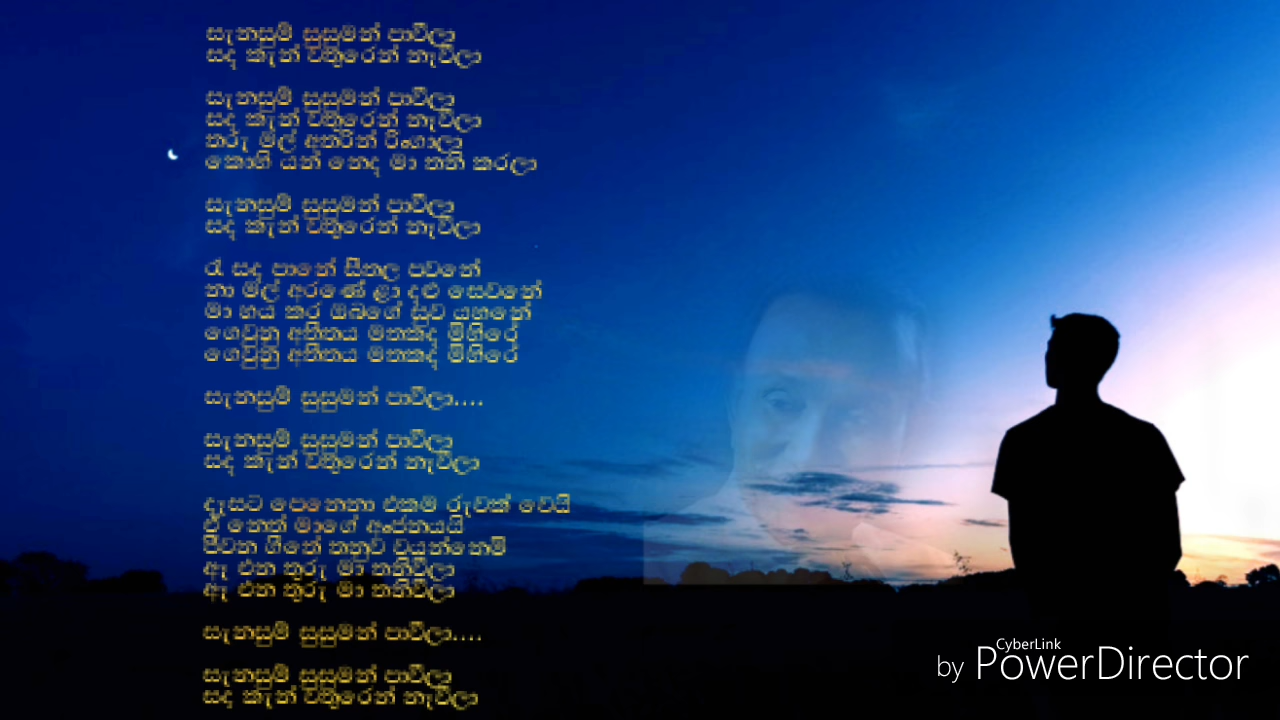 සැනසුම් සුසුමන් පාවීලා
සඳ කැන් වතුරෙන් නැවිලා
සැනසුම් සුසුමන් පාවීලා
සඳ කැන් වතුරෙන් නැවිලා
තරු මල් අතරින් රිංගාලා
කොහි යන් නෙද මා තනි කරලා
සැනසුම් සුසුමන් පාවීලා
සඳ කැන් වතුරෙන් නැවිලා
රෑ සඳ පානේ සිහල පවනේ
නා මල් අරණේ ළා දළු සෙවනේ
මා හය කර ඔබගේ සුව යහනේ
ගෙවුනු අතීතය මතකද මිහිරේ
ගෙවුනු අතීතය මතකද මිහිරේ
සැනසුම් සුසුමන් පාවීලා....
සැනසුම් සුසුමන් පාවීලා
සඳ කැන් වතුරෙන් නැවිලා
දෑසට පෙනෙනා එකම රුවක් වෙයි
ඒ නෙත් මාගේ අංජනයයි
ජීවන ගීතේ තනුව වයන්නෙමි
ඈ එන තුරු මා තනිවීලා
ඈ එන තුරු මා තනිවීලා
සැනසුම් සුසුමන් පාවීලා....
සැනසුම් සුසුමන් පාවීලා
සඳ කැන් වතුරෙන් නැවිලා
by CyberLink PowerDirector